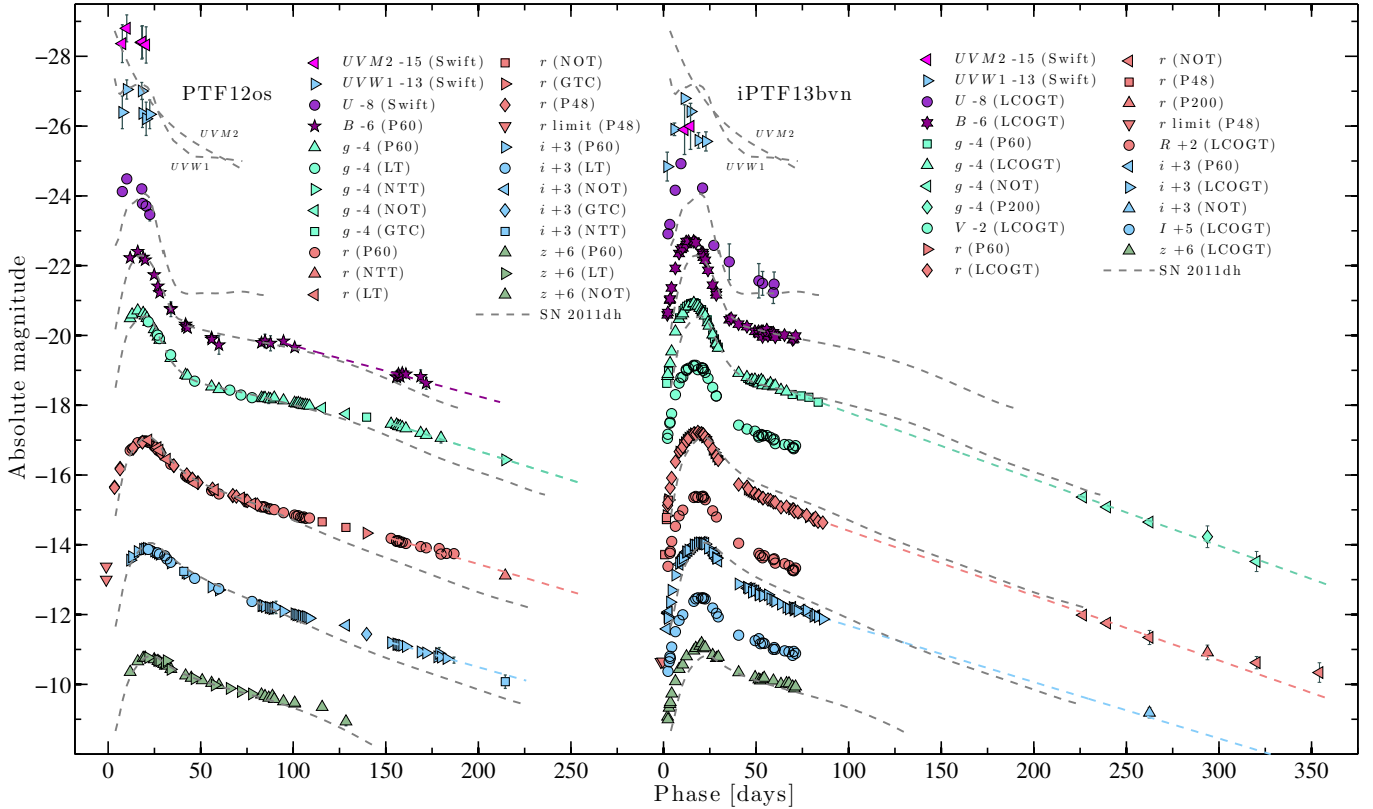 PTF12os
UVM2 -15 (Swift)
UVW1 -13 (Swift)
U -8 (Swift)
B -6 (P60)
g -4 (P60)
g -4 (LT)
g -4 (NTT)
g -4 (NOT)
g -4 (GTC)
r (P60)
r (NTT)
r (LT)
r (NOT)
r (GTC)
r (P48)
r limit (P48)
i +3 (P60)
i +3 (LT)
i +3 (NOT)
i +3 (GTC)
i +3 (NTT)
z +6 (P60)
z +6 (LT)
z +6 (NOT)
SN 2011dh
UVM2
UVW1
iPTF13bvn
UVM2 -15 (Swift)
UVW1 -13 (Swift)
U -8 (LCOGT)
B -6 (LCOGT)
g -4 (P60)
g -4 (LCOGT)
g -4 (NOT)
g -4 (P200)
V -2 (LCOGT)
r (P60)
r (LCOGT)
r (NOT)
r (P48)
r (P200)
r limit (P48)
R +2 (LCOGT)
i +3 (P60)
i +3 (LCOGT)
i +3 (NOT)
I +5 (LCOGT)
z +6 (LCOGT)
SN 2011dh
UVM2
UVW1
Absolute magnitude
−28
−26
−24
−22
−20
−18
−16
−14
−12
−10
0 50 100 150 200 250 0 50 100 150 200 250 300 350
Phase [days]